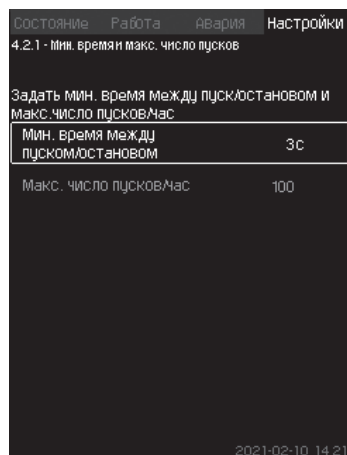 Состояние Работа Авария Настройки
4.2.1 - Мин. время и макс. число пусков
Задать мин. время между пуск/остановом и
макс.число пусков/час
Мин. время между 3с
пуском/остановом
Макс. число пусков/час 100
2021-02-10 14:21